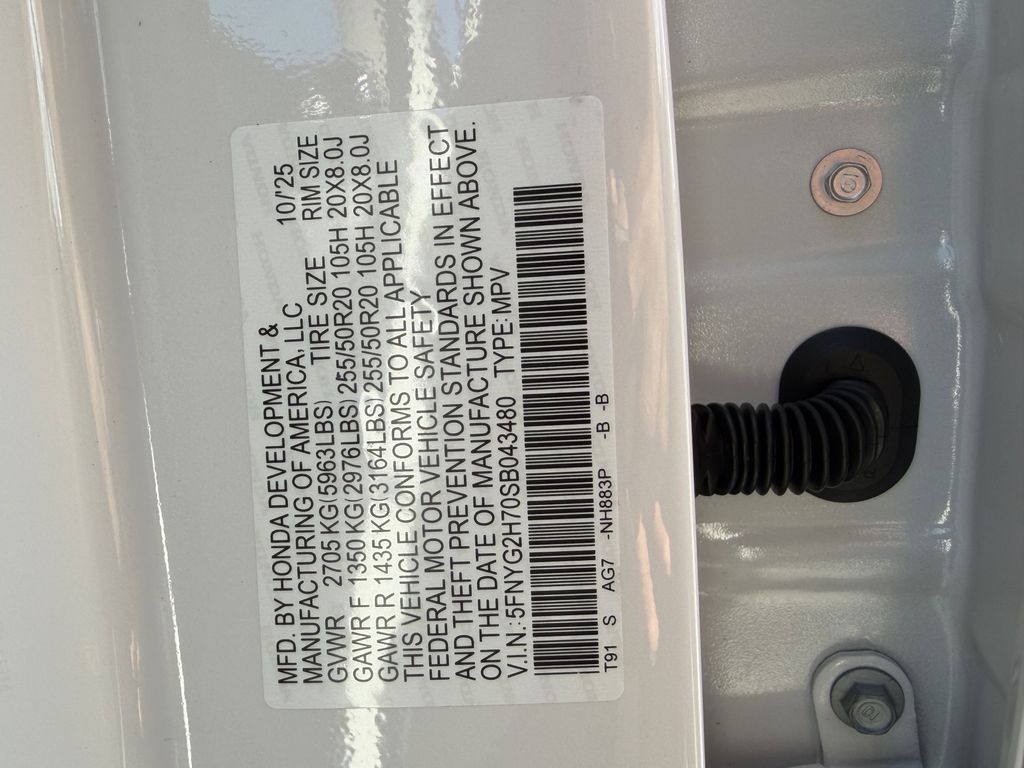 MFD. BY HONDA DEVELOPMENT &
MANUFACTURING OF AMERICA, LLC 10/'25
GVWR 2705 KG(5963LBS) TIRE SIZE RIM SIZE
GAWR F 1350 KG(2976LBS) 255/50R20 105H 20X8.0J
GAWR R 1435 KG(3164LBS) 255/50R20 105H 20X8.0J
THIS VEHICLE CONFORMS TO ALL APPLICABLE
FEDERAL MOTOR VEHICLE SAFETY
AND THEFT PREVENTION STANDARDS IN EFFECT
ON THE DATE OF MANUFACTURE SHOWN ABOVE.
V.I.N.: 5FNYG2H70SB043480 TYPE: MPV
T91 S AG7 -NH883P -B -B